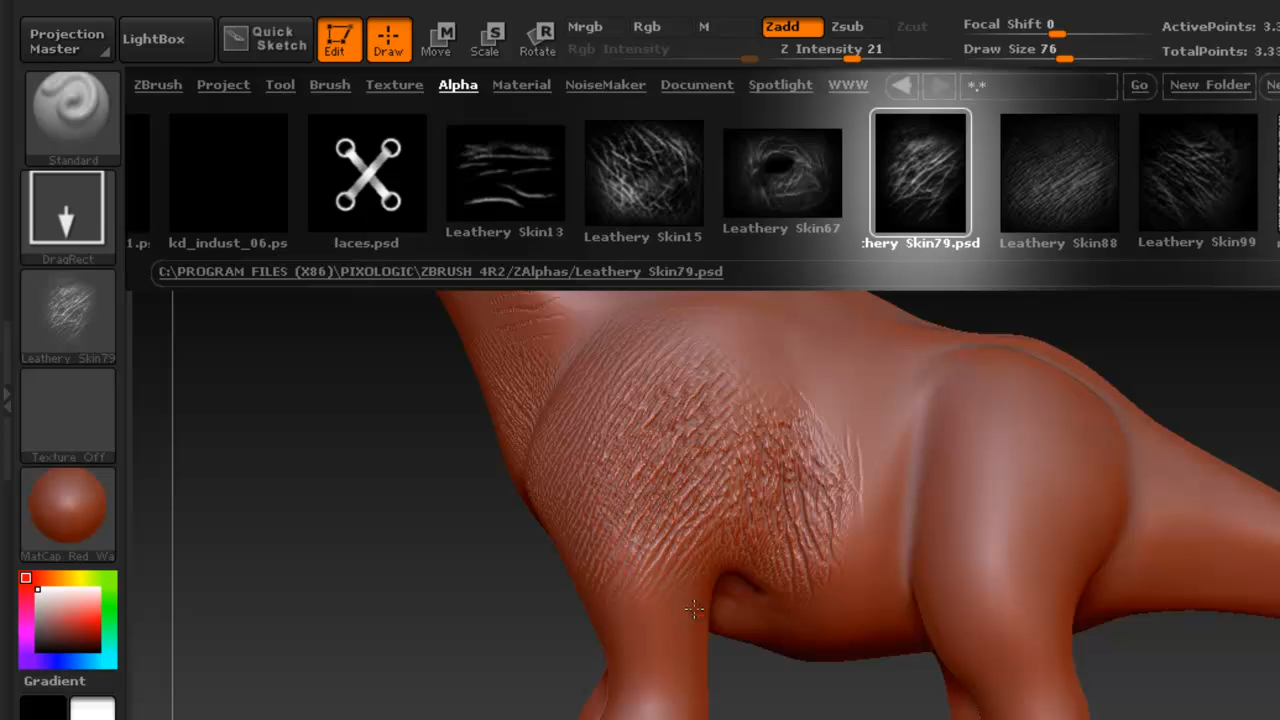 Projection Master
LightBox
Quick Sketch
Edit
Draw
Move
Scale
Rotate
Mrgb
Rgb
M
Zadd
Zsub
Zcut
Rgb Intensity
Z Intensity 21
Focal Shift 0
Draw Size 76
ActivePoints: 3.3
TotalPoints: 3.33
ZBrush
Project
Tool
Brush
Texture
Alpha
Material
NoiseMaker
Document
Spotlight
WWW
*.*
Go
New Folder
Ne
Standard
DragRect
Leathery Skin79
Texture Off
MatCap Red Wa
Gradient
1.ps
kd_indust_06.ps
laces.psd
Leathery Skin13
Leathery Skin15
Leathery Skin67
hery Skin79.psd
Leathery Skin88
Leathery Skin99
C:\PROGRAM FILES (X86)\PIXOLOGIC\ZBRUSH 4R2/ZAlphas/Leathery Skin79.psd